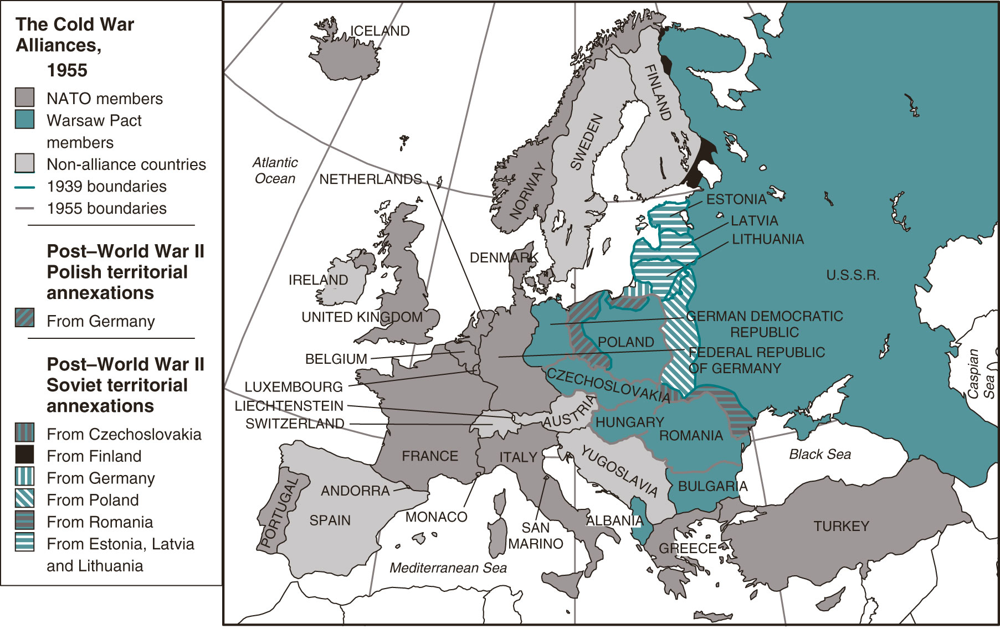 The Cold War
Alliances,
1955
NATO members
Warsaw Pact
members
Non-alliance countries
1939 boundaries
1955 boundaries
Post–World War II
Polish territorial
annexations
From Germany
Post–World War II
Soviet territorial
annexations
From Czechoslovakia
From Finland
From Germany
From Poland
From Romania
From Estonia, Latvia
and Lithuania
ICELAND
FINLAND
SWEDEN
NORWAY
Atlantic
Ocean
NETHERLANDS
ESTONIA
LATVIA
LITHUANIA
DENMARK
U.S.S.R.
IRELAND
UNITED KINGDOM
GERMAN DEMOCRATIC
REPUBLIC
POLAND
FEDERAL REPUBLIC
OF GERMANY
BELGIUM
CZECHOSLOVAKIA
LUXEMBOURG
Caspian
Sea
LIECHTENSTEIN
SWITZERLAND
AUSTRIA
HUNGARY
ROMANIA
FRANCE
ITALY
YUGOSLAVIA
Black Sea
ANDORRA
BULGARIA
PORTUGAL
SPAIN
MONACO
SAN
MARINO
ALBANIA
GREECE
TURKEY
Mediterranean Sea